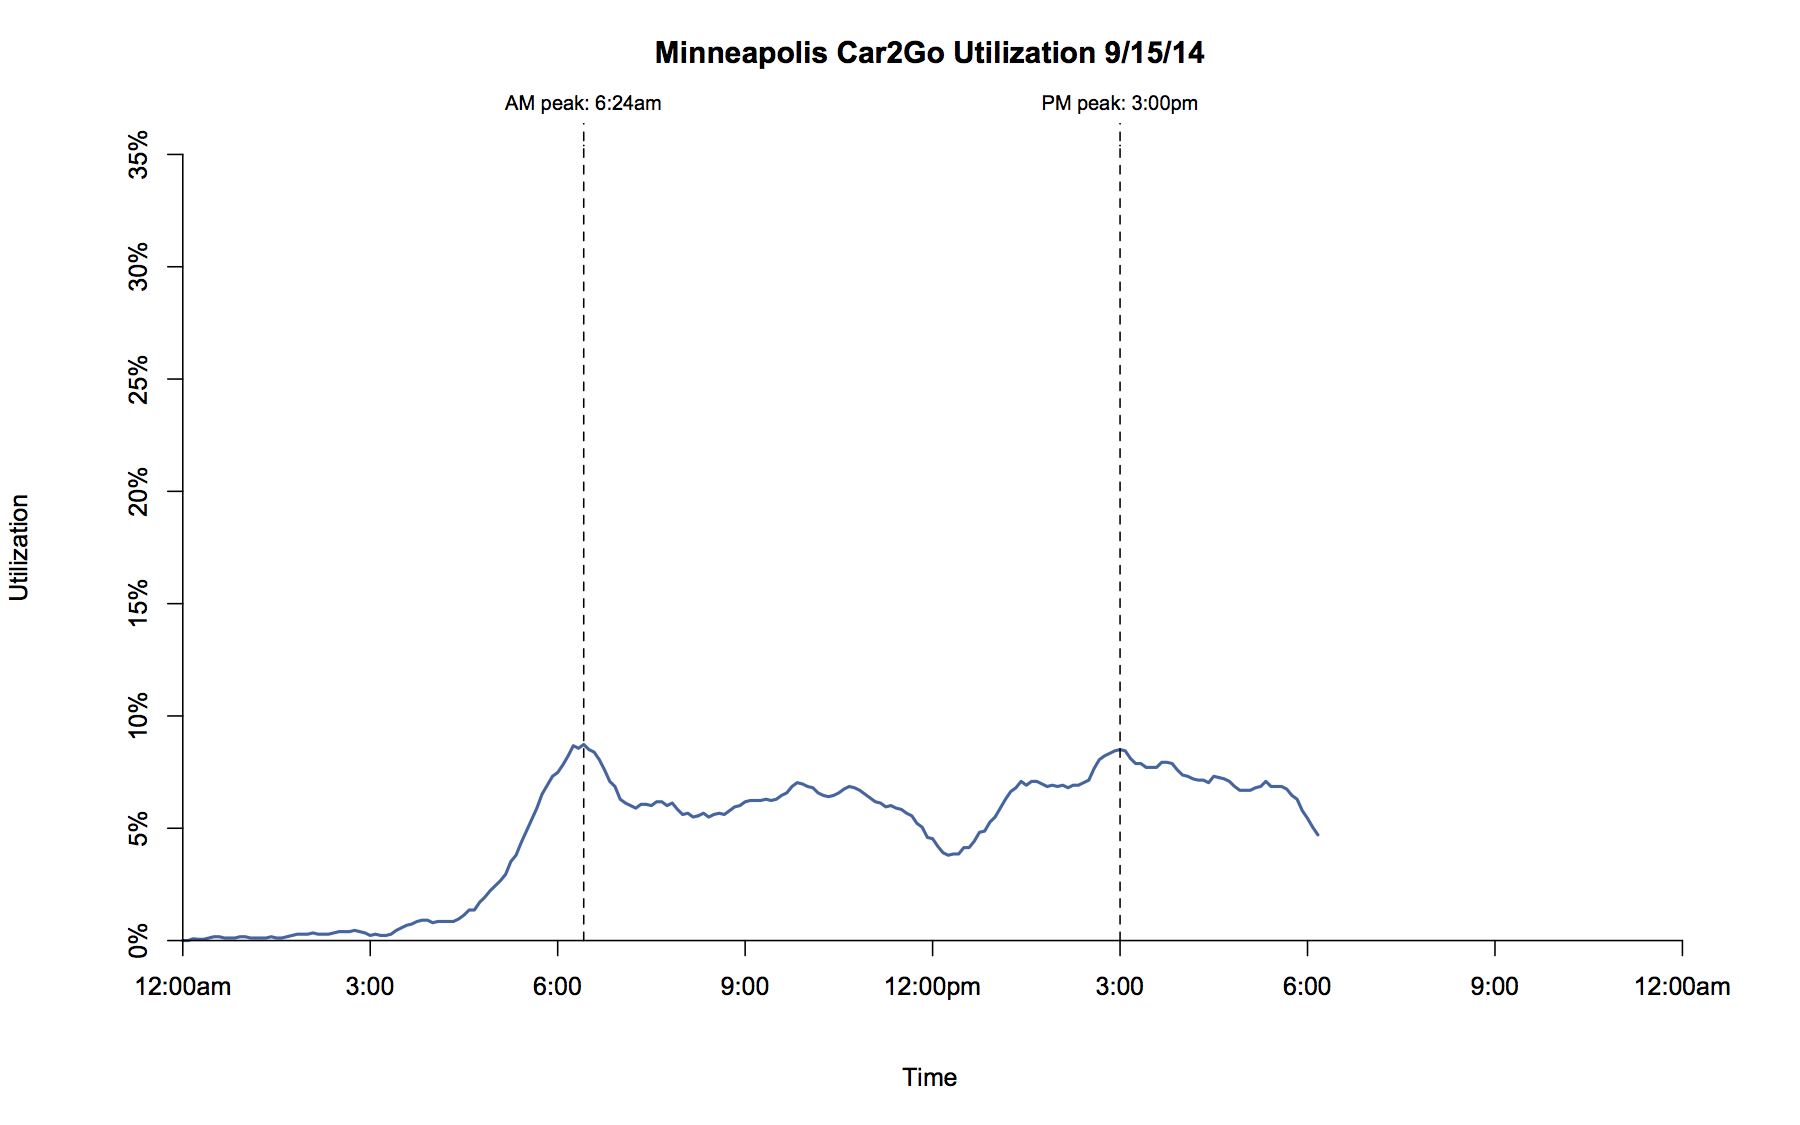 Minneapolis Car2Go Utilization 9/15/14
AM peak: 6:24am
PM peak: 3:00pm
35%
30%
25%
20%
15%
10%
5%
0%
Utilization
12:00am
3:00
6:00
9:00
12:00pm
3:00
6:00
9:00
12:00am
Time